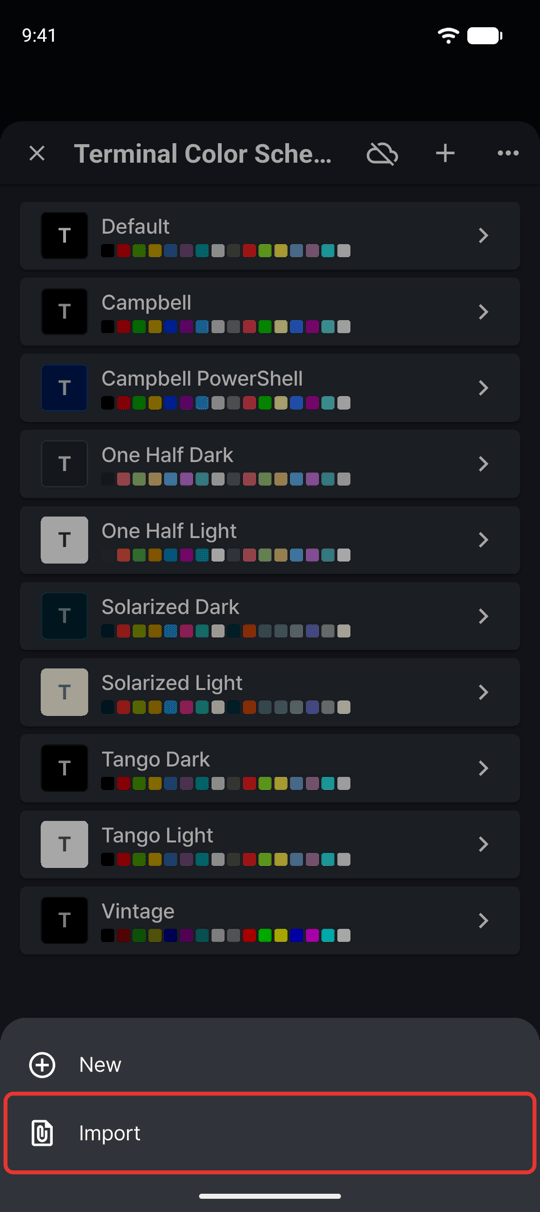 9:41
Terminal Color Sche...
T Default
T Campbell
T Campbell PowerShell
T One Half Dark
T One Half Light
T Solarized Dark
T Solarized Light
T Tango Dark
T Tango Light
T Vintage
New
Import